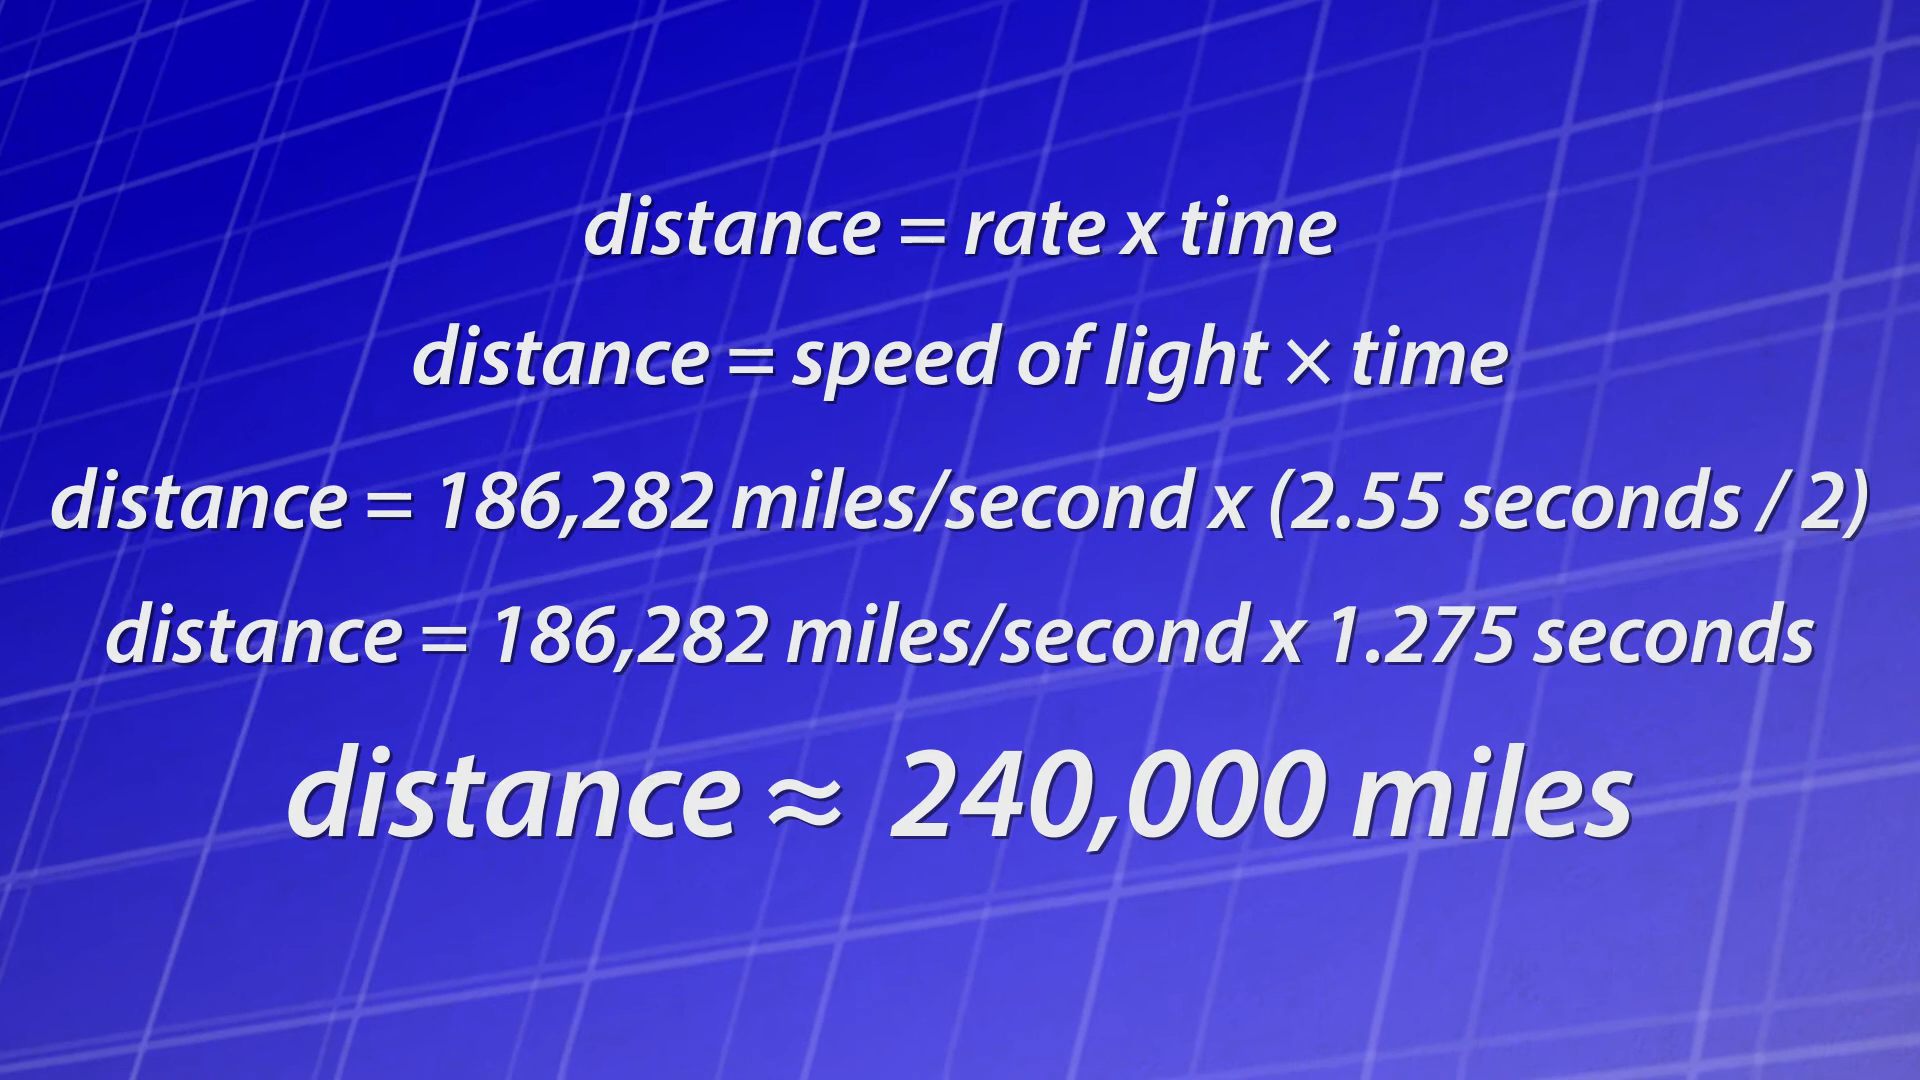 distance = rate x time
distance = speed of light × time
distance = 186,282 miles/second x (2.55 seconds / 2)
distance = 186,282 miles/second x 1.275 seconds
distance ≈ 240,000 miles